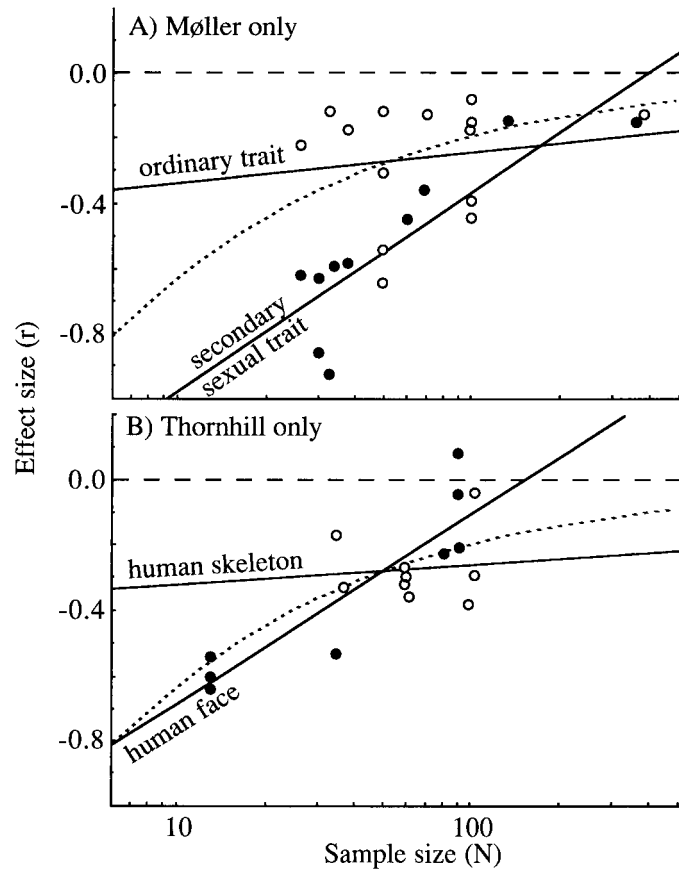 A) Møller only
0.0
ordinary trait
-0.4
secondary
sexual trait
-0.8
Effect size (r)
B) Thornhill only
0.0
human skeleton
-0.4
human face
-0.8
10
100
Sample size (N)